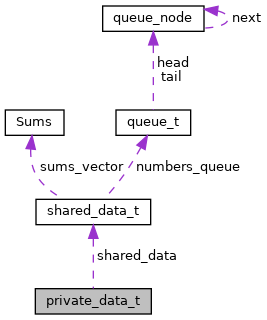 queue_node
next
head
tail
Sums
queue_t
sums_vector
numbers_queue
shared_data_t
shared_data
private_data_t